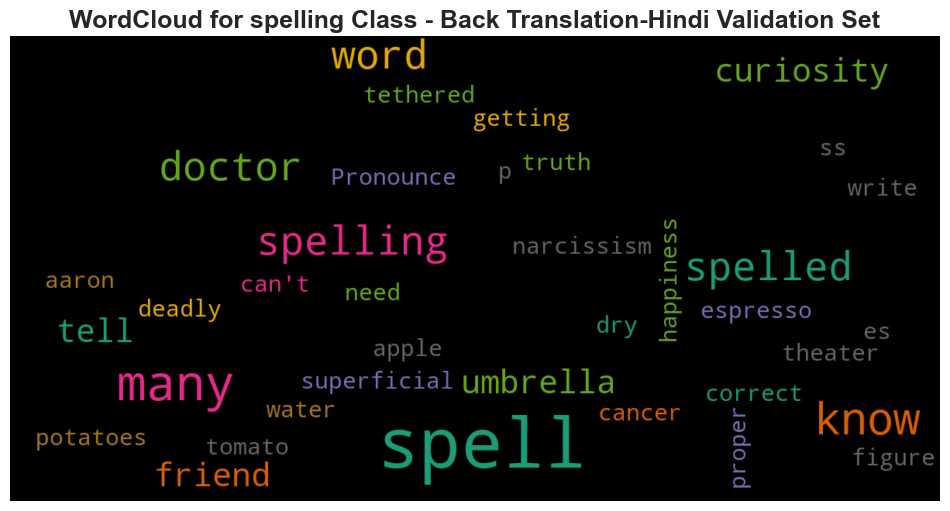 WordCloud for spelling Class - Back Translation-Hindi Validation Set
word
curiosity
tethered
getting
ss
doctor
Pronounce
p
truth
write
spelling
narcissism
happiness
spelled
aaron
can't
need
deadly
espresso
tell
dry
es
apple
theater
many
superficial
umbrella
correct
water
cancer
know
potatoes
tomato
spell
proper
figure
friend